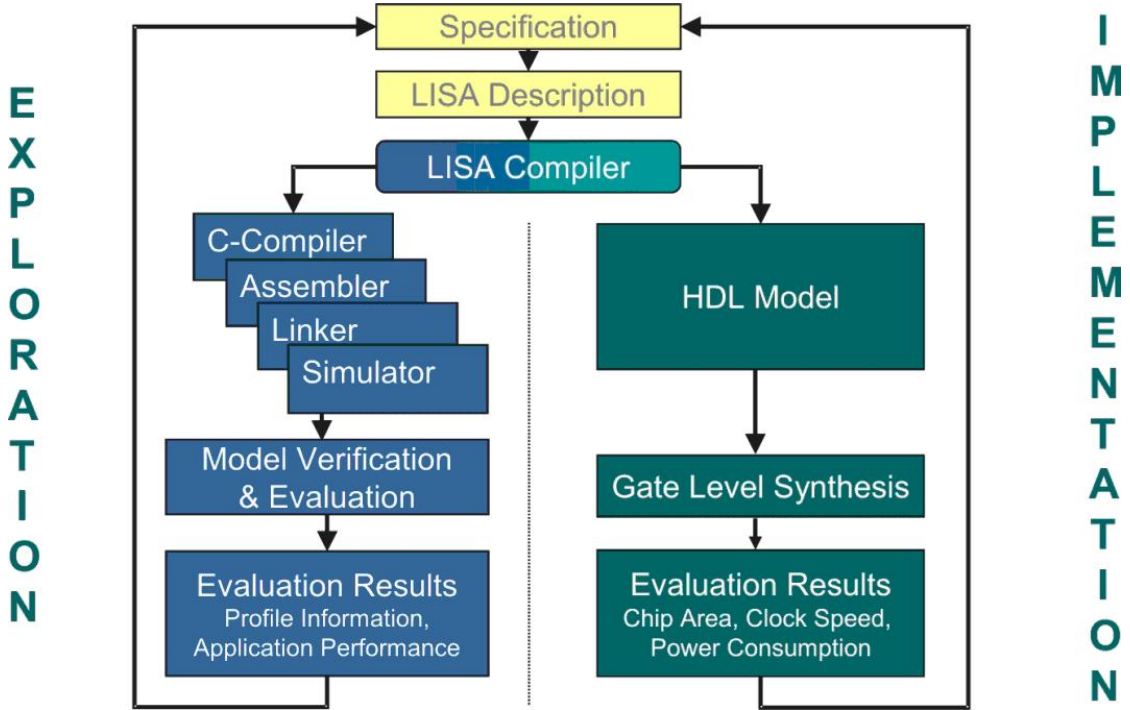 EXPLORATION
Specification
LISA Description
LISA Compiler
C-Compiler
Assembler
Linker
Simulator
Model Verification
& Evaluation
Evaluation Results
Profile Information,
Application Performance
HDL Model
Gate Level Synthesis
Evaluation Results
Chip Area, Clock Speed,
Power Consumption
IMPLEMENTATION